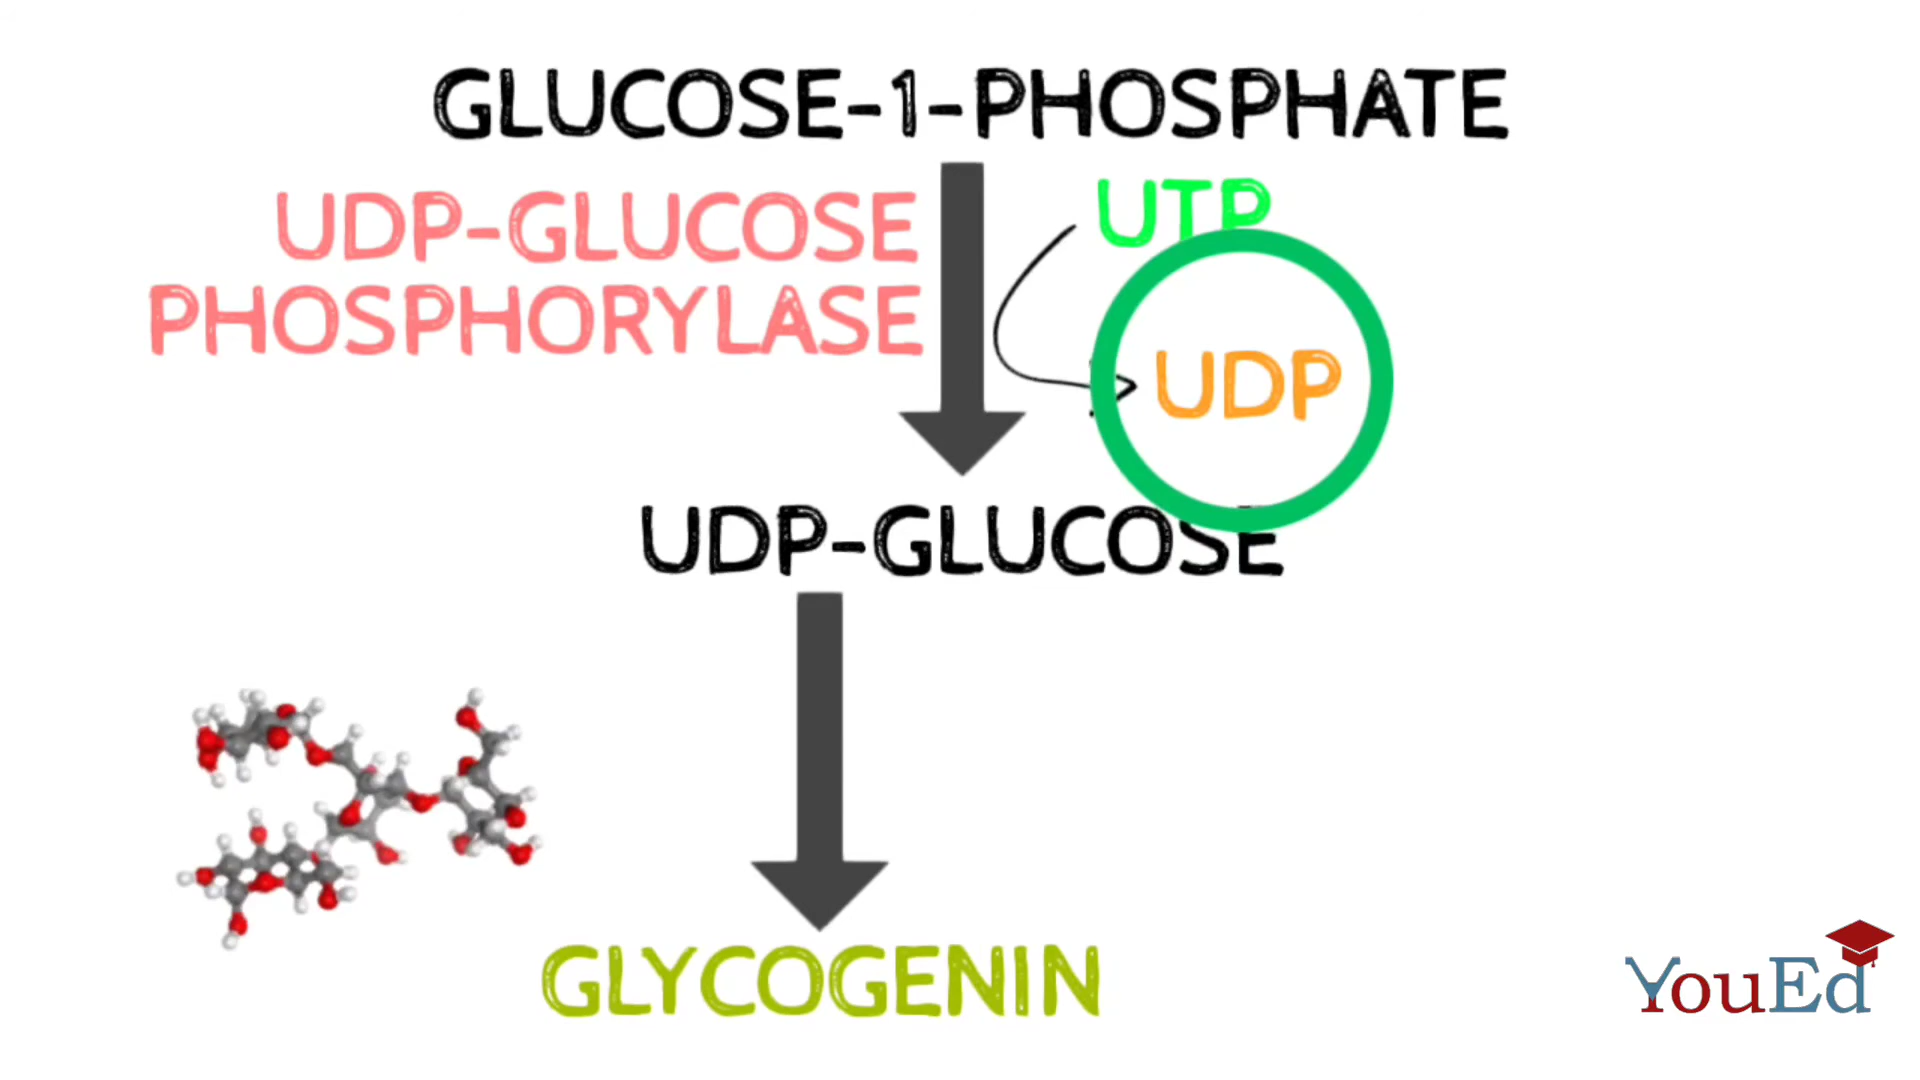 GLUCOSE-1-PHOSPHATE
UDP-GLUCOSE
PHOSPHORYLASE
UTP
UDP
UDP-GLUCOSE
GLYCOGENIN
YouEd